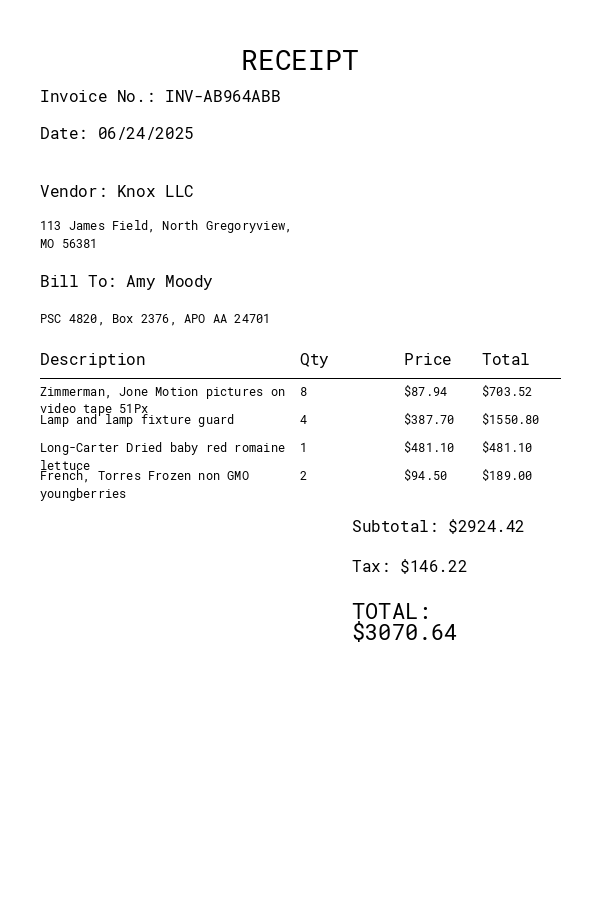 RECEIPT
Invoice No.: INV-AB964ABB
Date: 06/24/2025
Vendor: Knox LLC
113 James Field, North Gregoryview,
MO 56381
Bill To: Amy Moody
PSC 4820, Box 2376, APO AA 24701
Description Qty Price Total
Zimmerman, Jone Motion pictures on 8 $87.94 $703.52
video tape 51Px
Lamp and lamp fixture guard 4 $387.70 $1550.80
Long-Carter Dried baby red romaine 1 $481.10 $481.10
lettuce
French, Torres Frozen non GMO 2 $94.50 $189.00
youngberries
Subtotal: $2924.42
Tax: $146.22
TOTAL:
$3070.64